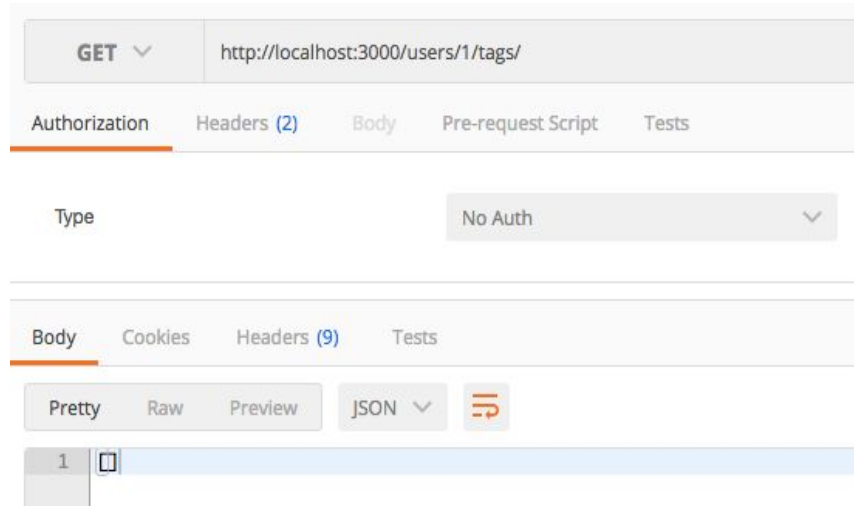 GET http://localhost:3000/users/1/tags/
Authorization Headers (2) Body Pre-request Script Tests
Type No Auth
Body Cookies Headers (9) Tests
Pretty Raw Preview JSON
1 []